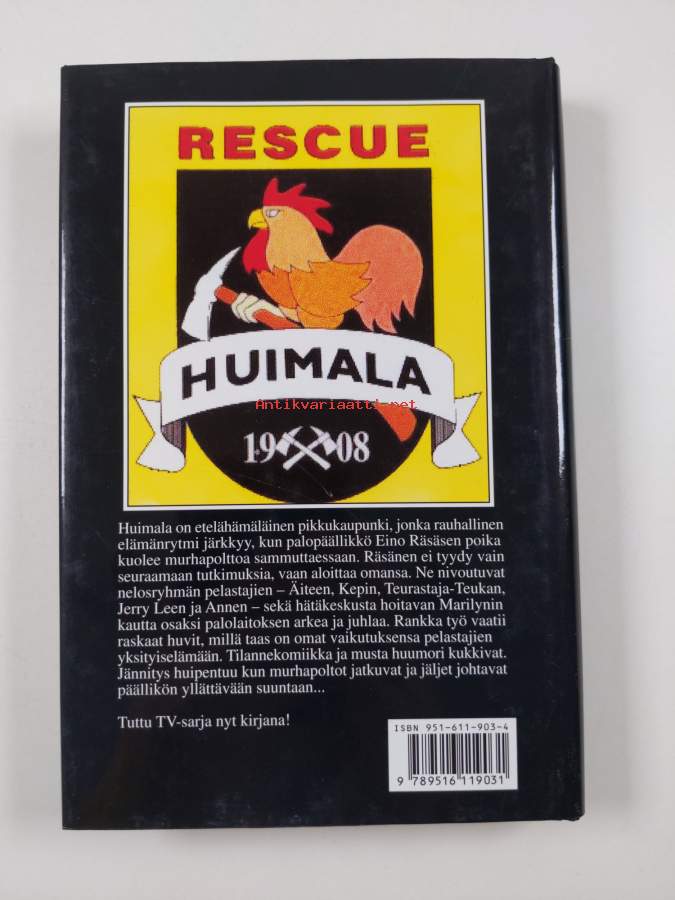 RESCUE
HUIMALA
Antikvariaatti.net
19 08
Huimala on etelähämäläinen pikkukaupunki, jonka rauhallinen
elämänrytmi järkkyy, kun palopäällikkö Eino Räsäsen poika
kuolee murhapolttoa sammuttaessaan. Räsänen ei tyydy vain
seuraamaan tutkimuksia, vaan aloittaa omansa. Ne nivoutuvat
nelosryhmän pelastajien – Äiteen, Kepin, Teurastaja-Teukan,
Jerry Leen ja Annen – sekä hätäkeskusta hoitavan Marilynin
kautta osaksi palolaitoksen arkea ja juhlaa. Rankka työ vaatii
raskaat huvit, millä taas on omat vaikutuksensa pelastajien
yksityiselämään. Tilannekomiikka ja musta huumori kukkivat.
Jännitys huipentuu kun murhapoltot jatkuvat ja jäljet johtavat
päällikön yllättävään suuntaan...
Tuttu TV-sarja nyt kirjana!
ISBN 951-611-903-4
9 789516 119031